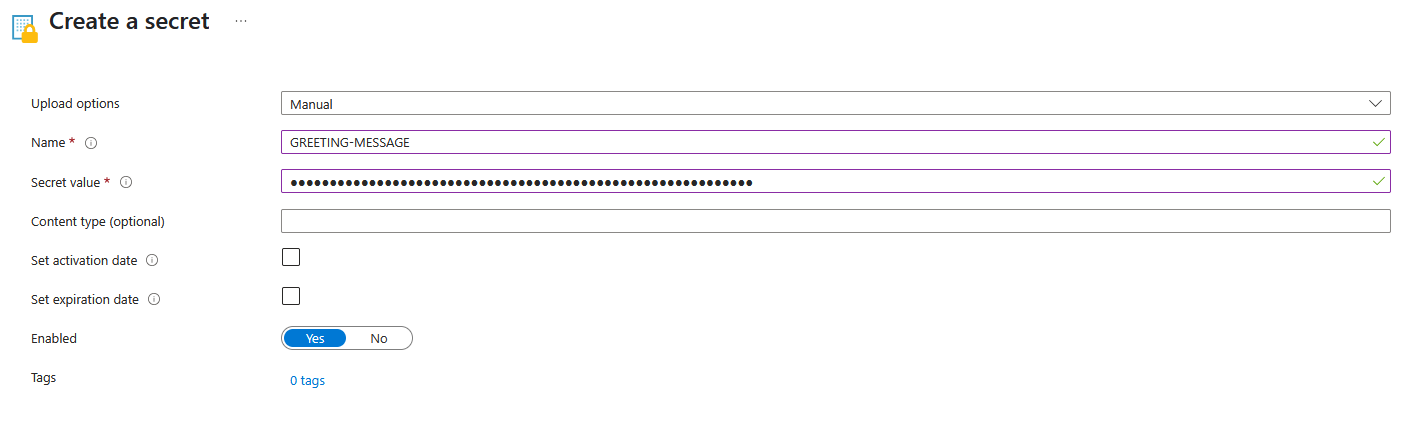 Create a secret ...
Upload options Manual
Name * GREETING-MESSAGE
Secret value * ●●●●●●●●●●●●●●●●●●●●●●●●●●●●●●●●●●●●●●●●●●●●●●●●●●●●●●●●●●●
Content type (optional)
Set activation date
Set expiration date
Enabled Yes No
Tags 0 tags